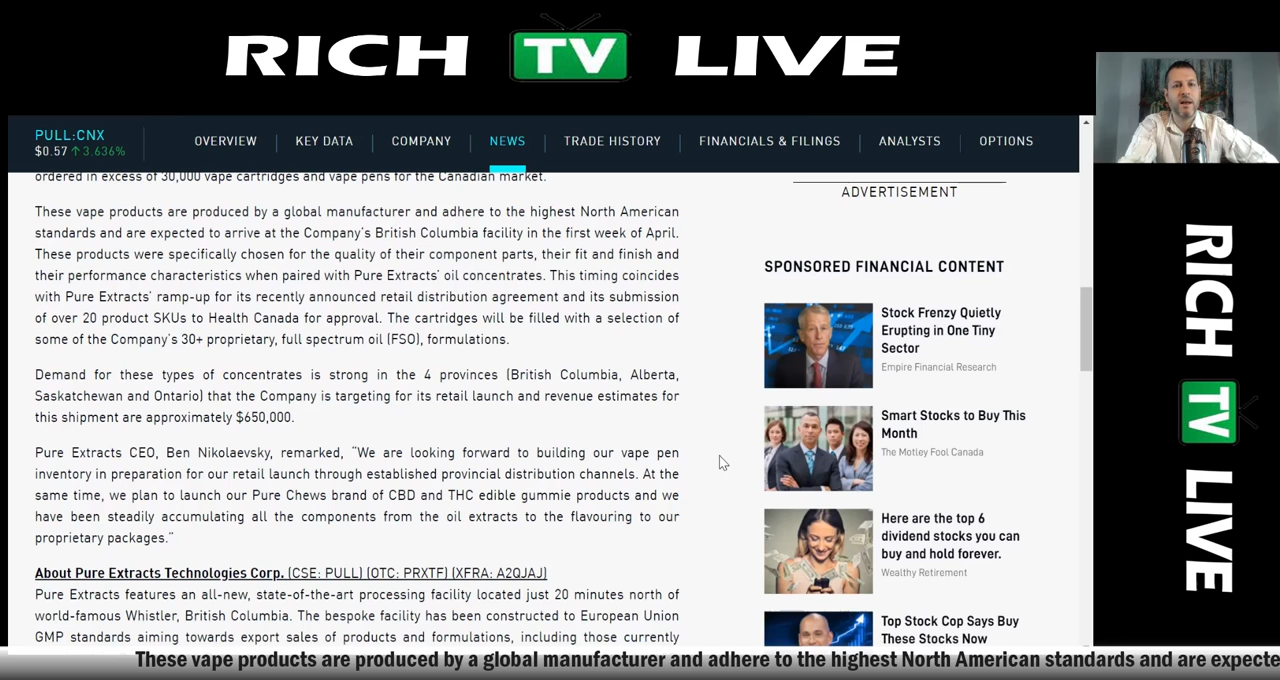 RICH TV LIVE
PULL:CNX
$0.57 ↑ 3.636%
OVERVIEW
KEY DATA
COMPANY
NEWS
TRADE HISTORY
FINANCIALS & FILINGS
ANALYSTS
OPTIONS
ordered in excess of 30,000 vape cartridges and vape pens for the Canadian market.
These vape products are produced by a global manufacturer and adhere to the highest North American
standards and are expected to arrive at the Company's British Columbia facility in the first week of April.
These products were specifically chosen for the quality of their component parts, their fit and finish and
their performance characteristics when paired with Pure Extracts' oil concentrates. This timing coincides
with Pure Extracts' ramp-up for its recently announced retail distribution agreement and its submission
of over 20 product SKUs to Health Canada for approval. The cartridges will be filled with a selection of
some of the Company's 30+ proprietary, full spectrum oil (FSO), formulations.
Demand for these types of concentrates is strong in the 4 provinces (British Columbia, Alberta,
Saskatchewan and Ontario) that the Company is targeting for its retail launch and revenue estimates for
this shipment are approximately $650,000.
Pure Extracts CEO, Ben Nikolaevsky, remarked, "We are looking forward to building our vape pen
inventory in preparation for our retail launch through established provincial distribution channels. At the
same time, we plan to launch our Pure Chews brand of CBD and THC edible gummie products and we
have been steadily accumulating all the components from the oil extracts to the flavouring to our
proprietary packages."
About Pure Extracts Technologies Corp. (CSE: PULL) (OTC: PRXTF) (XFRA: A2QJAJ)
Pure Extracts features an all-new, state-of-the-art processing facility located just 20 minutes north of
world-famous Whistler, British Columbia. The bespoke facility has been constructed to European Union
GMP standards aiming towards export sales of products and formulations, including those currently
ADVERTISEMENT
SPONSORED FINANCIAL CONTENT
Stock Frenzy Quietly
Erupting in One Tiny
Sector
Empire Financial Research
Smart Stocks to Buy This
Month
The Motley Fool Canada
Here are the top 6
dividend stocks you can
buy and hold forever.
Wealthy Retirement
Top Stock Cop Says Buy
These Stocks Now
RICH TV LIVE
These vape products are produced by a global manufacturer and adhere to the highest North American standards and are expecte